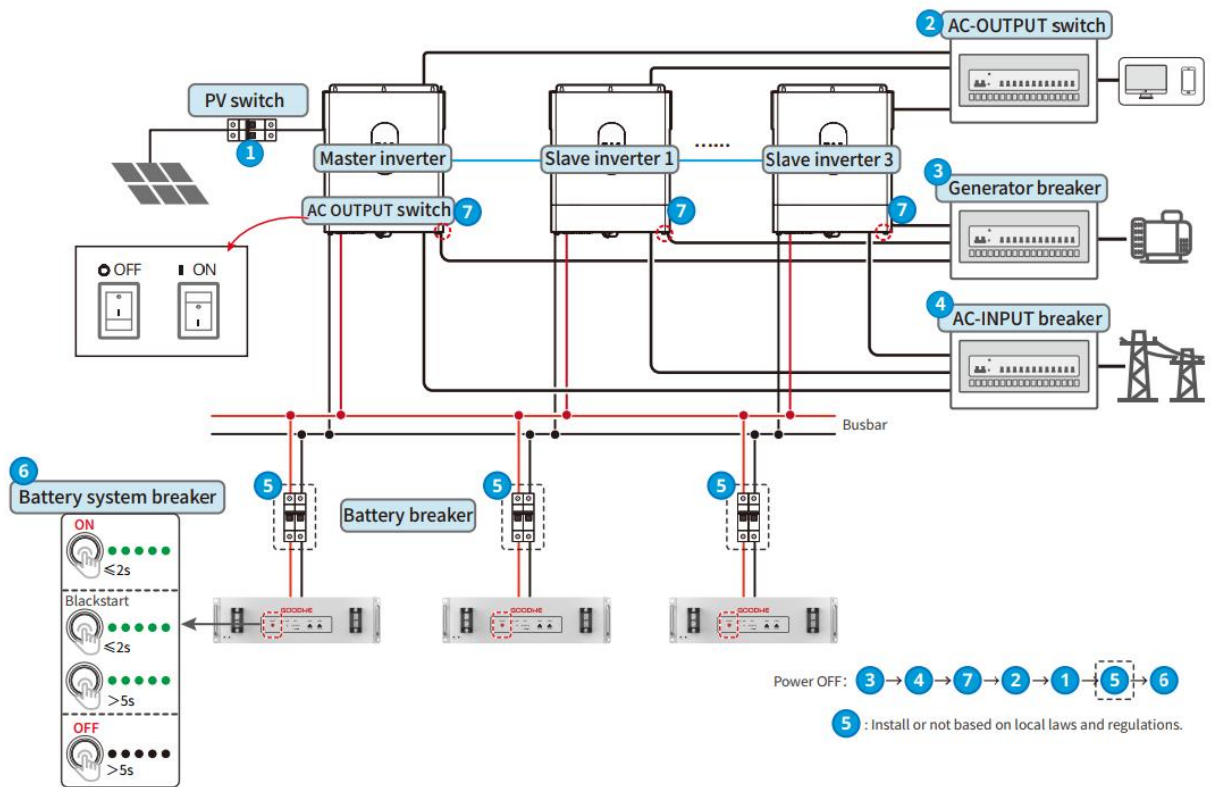 2 AC-OUTPUT switch
PV switch
1
Master inverter
Slave inverter 1
......
Slave inverter 3
3 Generator breaker
AC OUTPUT switch 7
7
7
OFF
I ON
4 AC-INPUT breaker
Busbar
6
Battery system breaker
5
5
5
Battery breaker
ON
≤2s
Blackstart
≤2s
>5s
OFF
>5s
GOODWE
GOODWE
GOODWE
Power OFF: 3→4→7→2→1→5→6
5 : Install or not based on local laws and regulations.